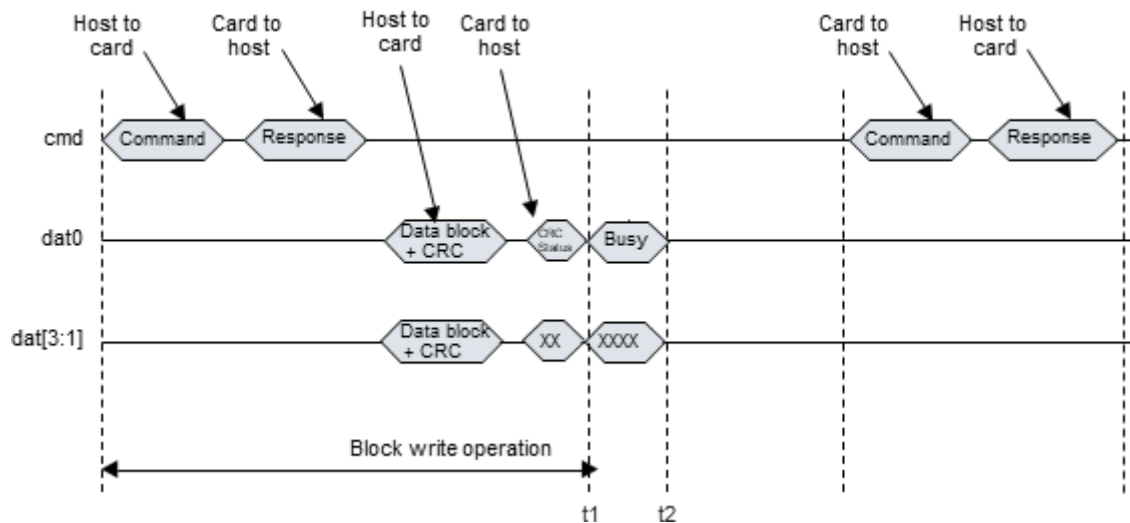 Host to
card
Card to
host
Host to
card
Card to
host
Card to
host
Host to
card
cmd
Command
Response
Command
Response
dat0
Data block
+ CRC
CRC
Status
Busy
dat[3:1]
Data block
+ CRC
XX
XXXX
Block write operation
t1
t2